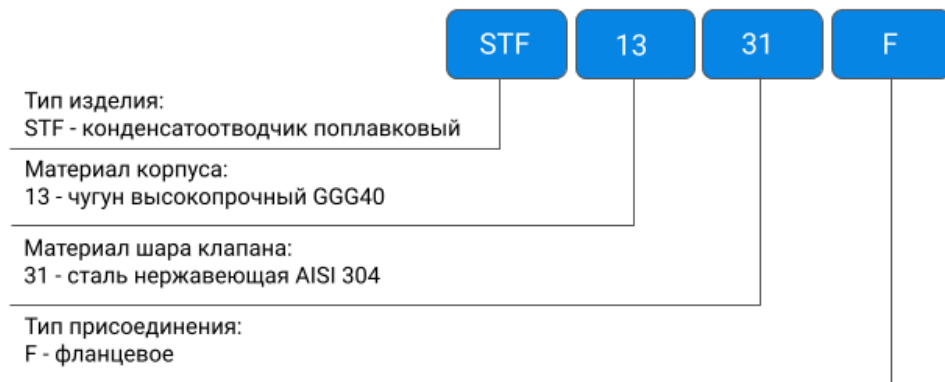 STF 13 31 F
Тип изделия:
STF - конденсатоотводчик поплавковый
Материал корпуса:
13 - чугун высокопрочный GGG40
Материал шара клапана:
31 - сталь нержавеющая AISI 304
Тип присоединения:
F - фланцевое